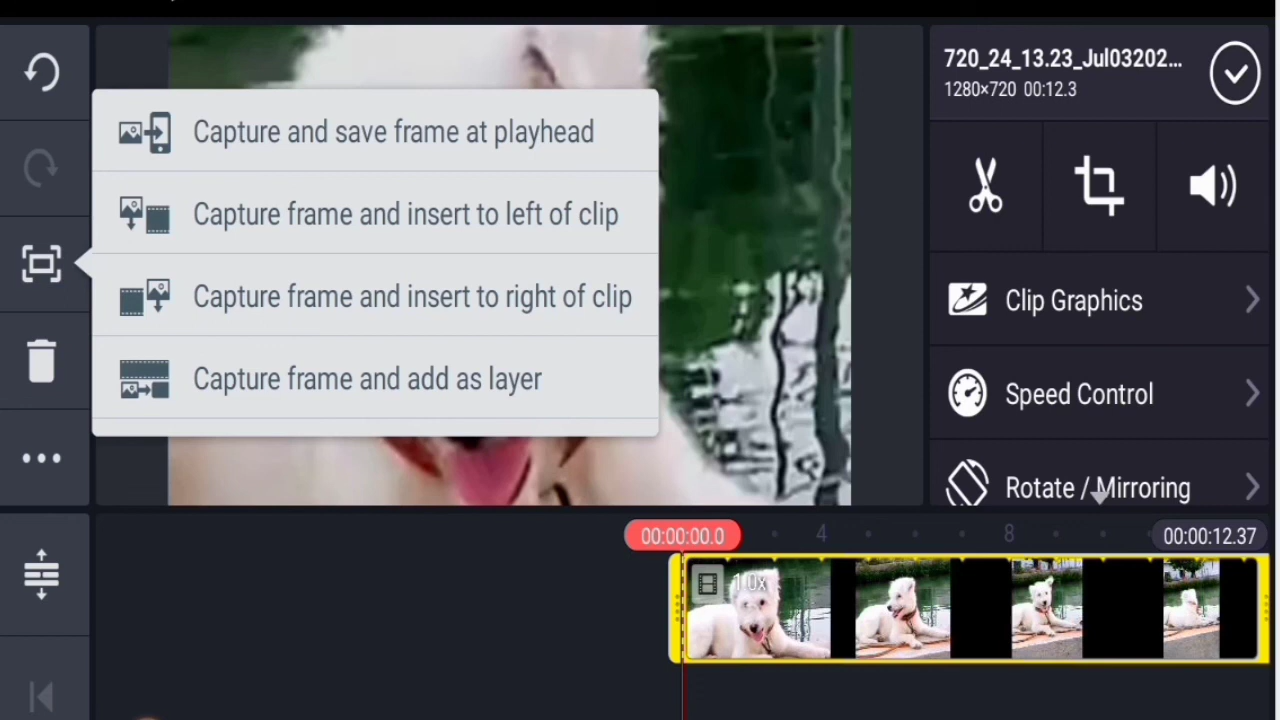 Capture and save frame at playhead
Capture frame and insert to left of clip
Capture frame and insert to right of clip
Capture frame and add as layer
720_24_13.23_Jul03202...
1280×720 00:12.3
Clip Graphics
Speed Control
Rotate / Mirroring
00:00:00.0
4
8
00:00:12.37
1.0x